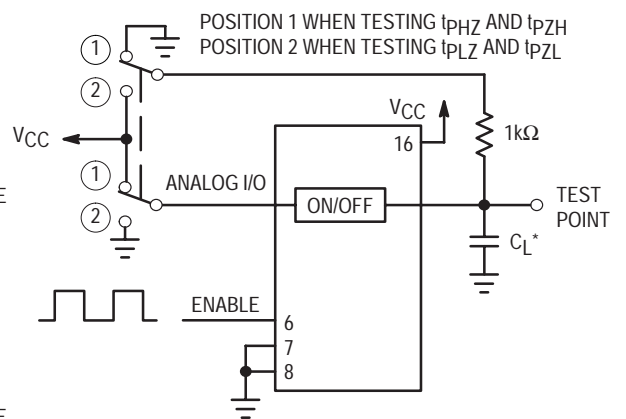 POSITION 1 WHEN TESTING tPHZ AND tPZH
POSITION 2 WHEN TESTING tPLZ AND tPZL
1
2
VCC
VCC
16
1kΩ
1
2
ANALOG I/O
ON/OFF
TEST
POINT
CL*
E
ENABLE
6
7
8
E